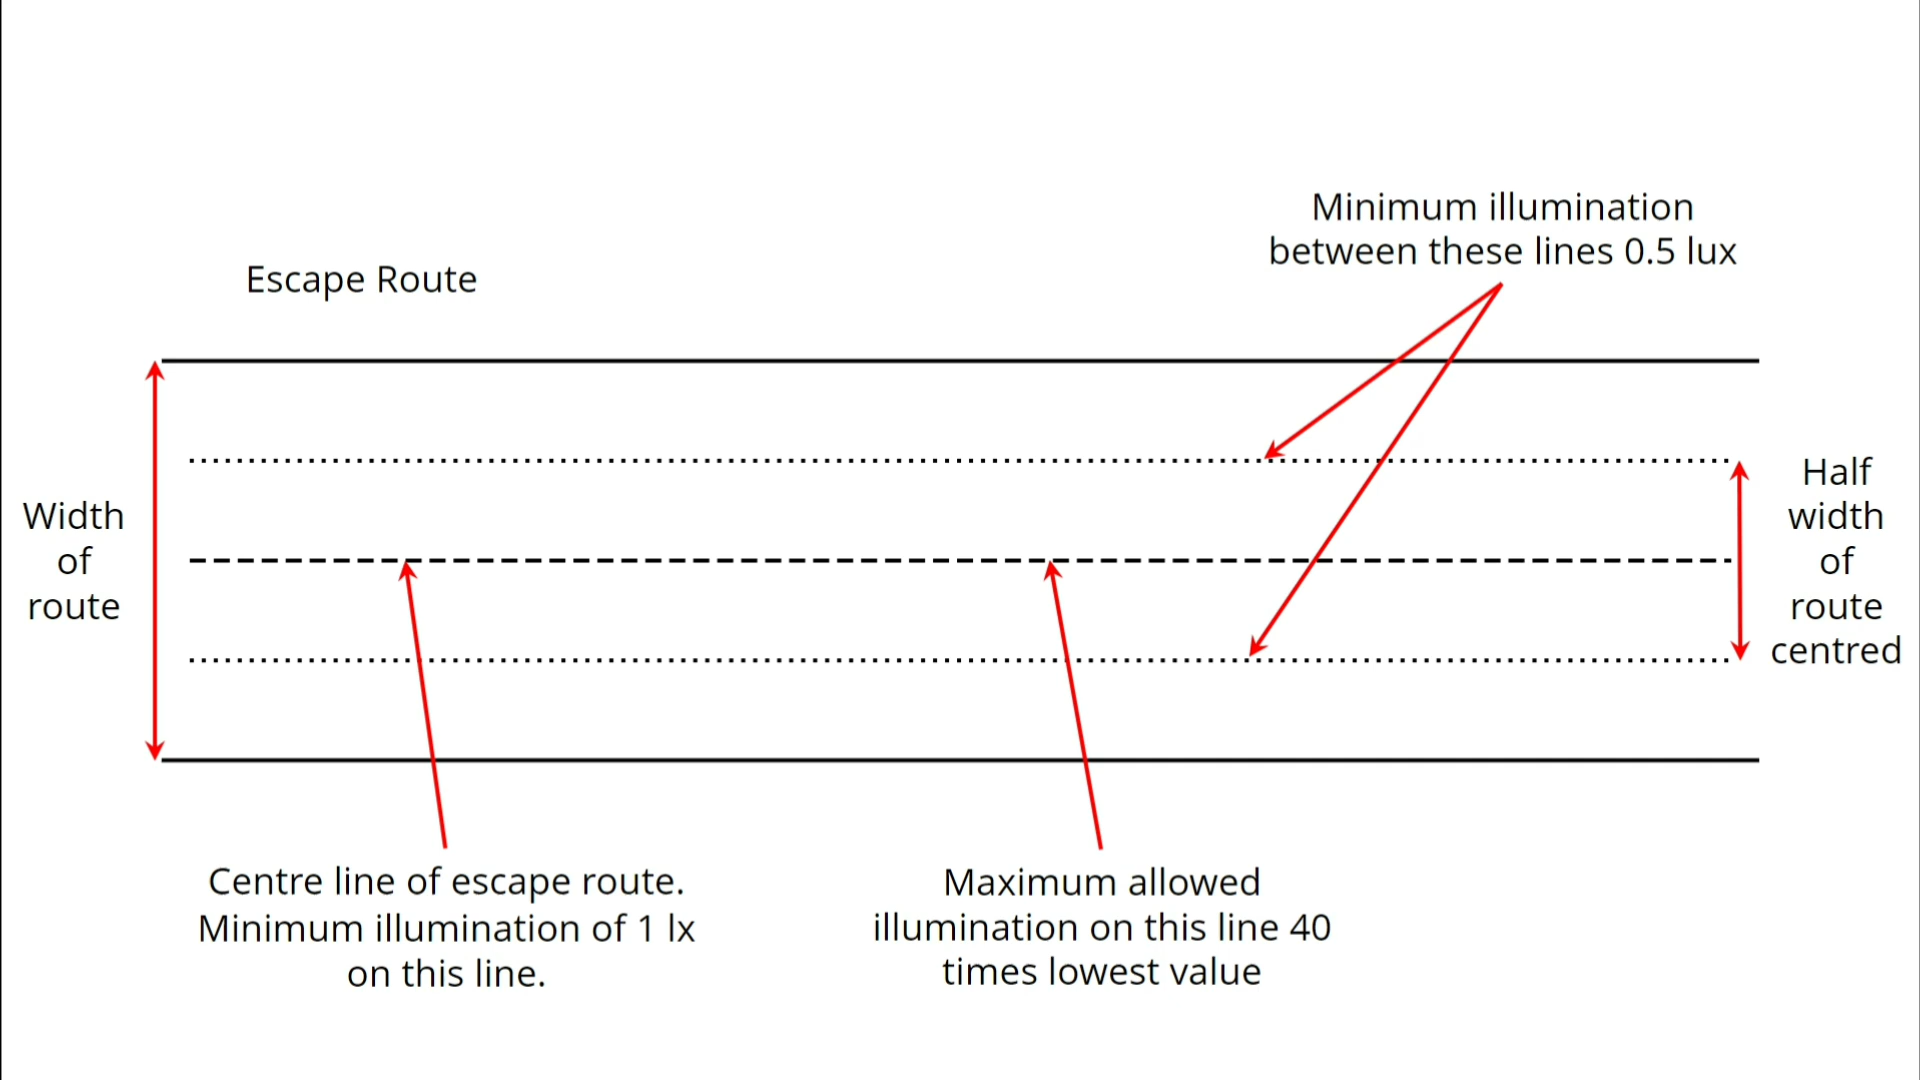 Minimum illumination
between these lines 0.5 lux
Escape Route
Width
of
route
Half
width
of
route
centred
Centre line of escape route.
Minimum illumination of 1 lx
on this line.
Maximum allowed
illumination on this line 40
times lowest value